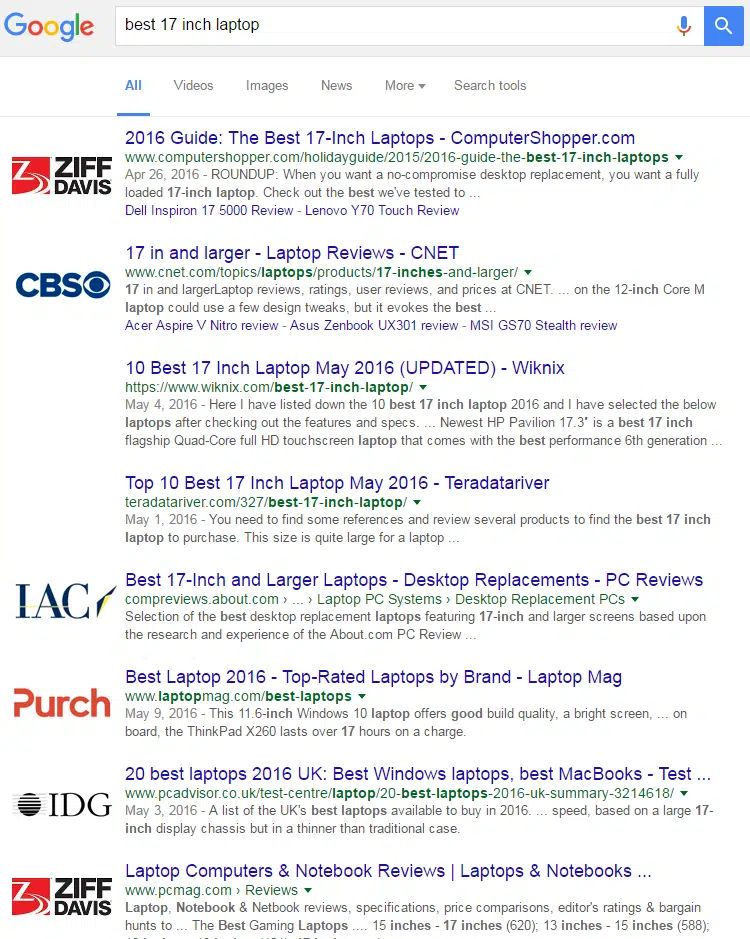 Google
best 17 inch laptop
All Videos Images News More Search tools
2016 Guide: The Best 17-Inch Laptops - ComputerShopper.com
www.computershopper.com/holidayguide/2015/2016-guide-the-best-17-inch-laptops
ZIFF DAVIS
Apr 26, 2016 - ROUNDUP: When you want a no-compromise desktop replacement, you want a fully
loaded 17-inch laptop. Check out the best we've tested to ...
Dell Inspiron 17 5000 Review - Lenovo Y70 Touch Review
17 in and larger - Laptop Reviews - CNET
www.cnet.com/topics/laptops/products/17-inches-and-larger/
CBS
17 in and largerLaptop reviews, ratings, user reviews, and prices at CNET. ... on the 12-inch Core M
laptop could use a few design tweaks, but it evokes the best ...
Acer Aspire V Nitro review - Asus Zenbook UX301 review - MSI GS70 Stealth review
10 Best 17 Inch Laptop May 2016 (UPDATED) - Wiknix
https://www.wiknix.com/best-17-inch-laptop/
May 4, 2016 - Here I have listed down the 10 best 17 inch laptop 2016 and I have selected the below
laptops after checking out the features and specs. ... Newest HP Pavilion 17.3″ is a best 17 inch
flagship Quad-Core full HD touchscreen laptop that comes with the best performance 6th generation ...
Top 10 Best 17 Inch Laptop May 2016 - Teradatariver
teradatariver.com/327/best-17-inch-laptop/
May 1, 2016 - You need to find some references and review several products to find the best 17 inch
laptop to purchase. This size is quite large for a laptop ...
Best 17-Inch and Larger Laptops - Desktop Replacements - PC Reviews
IAC
compreviews.about.com › ... › Laptop PC Systems › Desktop Replacement PCs
Selection of the best desktop replacement laptops featuring 17-inch and larger screens based upon
the research and experience of the About.com PC Review ...
Best Laptop 2016 - Top-Rated Laptops by Brand - Laptop Mag
www.laptopmag.com/best-laptops
Purch
May 9, 2016 - This 11.6-inch Windows 10 laptop offers good build quality, a bright screen, ... on
board, the ThinkPad X260 lasts over 17 hours on a charge.
20 best laptops 2016 UK: Best Windows laptops, best MacBooks - Test ...
www.pcadvisor.co.uk/test-centre/laptop/20-best-laptops-2016-uk-summary-3214618/
IDG
May 3, 2016 - A list of the UK's best laptops available to buy in 2016. ... speed, based on a large 17-
inch display chassis but in a thinner than traditional case.
Laptop Computers & Notebook Reviews | Laptops & Notebooks ...
www.pcmag.com › Reviews
ZIFF DAVIS
Laptop, Notebook & Netbook reviews, specifications, price comparisons, editor's ratings & bargain
hunts to ... The Best Gaming Laptops .... 15 inches - 17 inches (620); 13 inches - 15 inches (588);